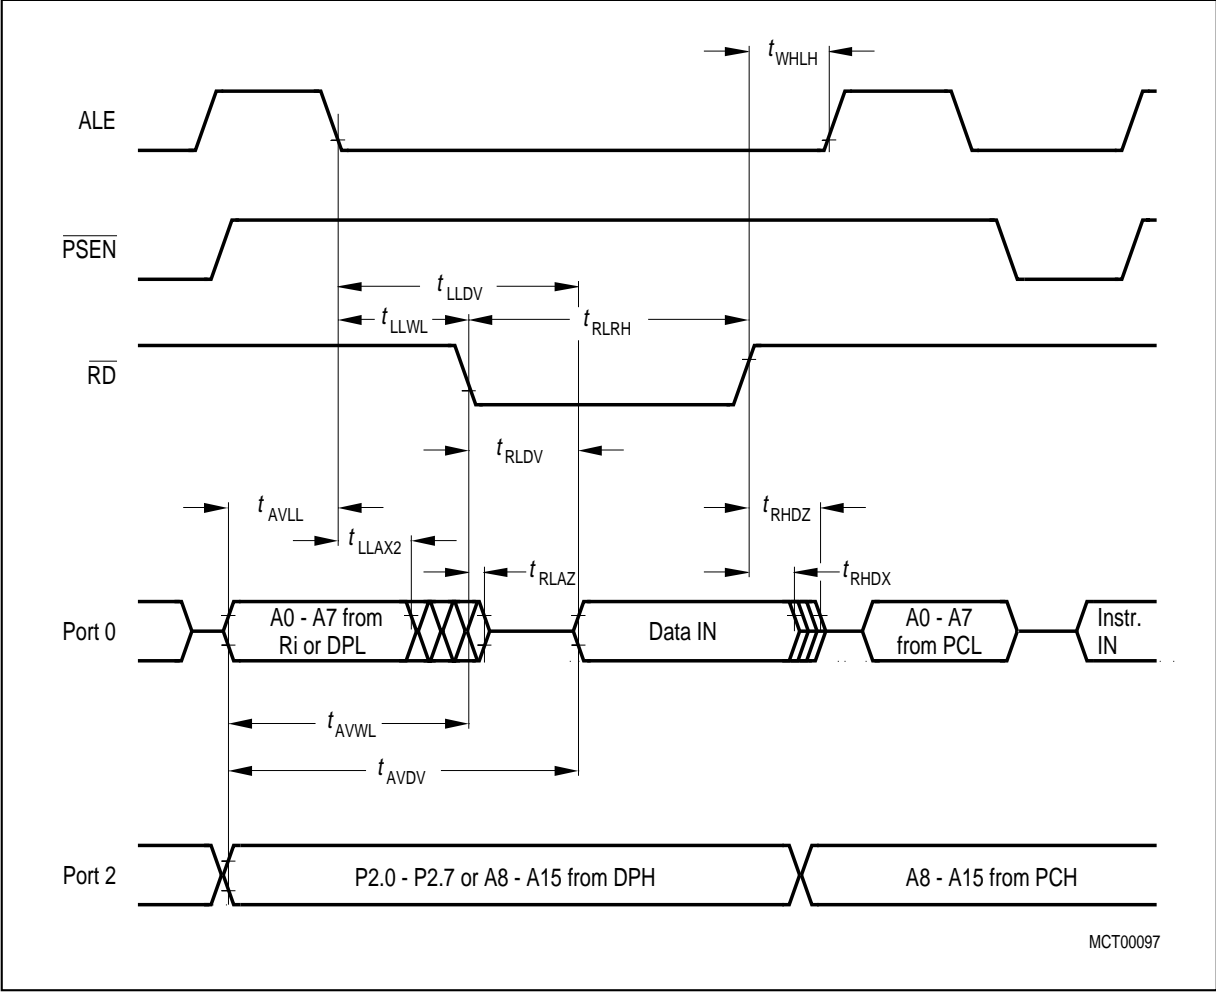 t WHLH
ALE
PSEN
t LLDV
t LLWL
t RLRH
RD
t RLDV
t AVLL
t RHDZ
t LLAX2
t RLAZ
t RHDX
Port 0
A0 - A7 from
Ri or DPL
Data IN
A0 - A7
from PCL
Instr.
IN
t AVWL
t AVDV
Port 2
P2.0 - P2.7 or A8 - A15 from DPH
A8 - A15 from PCH
MCT00097